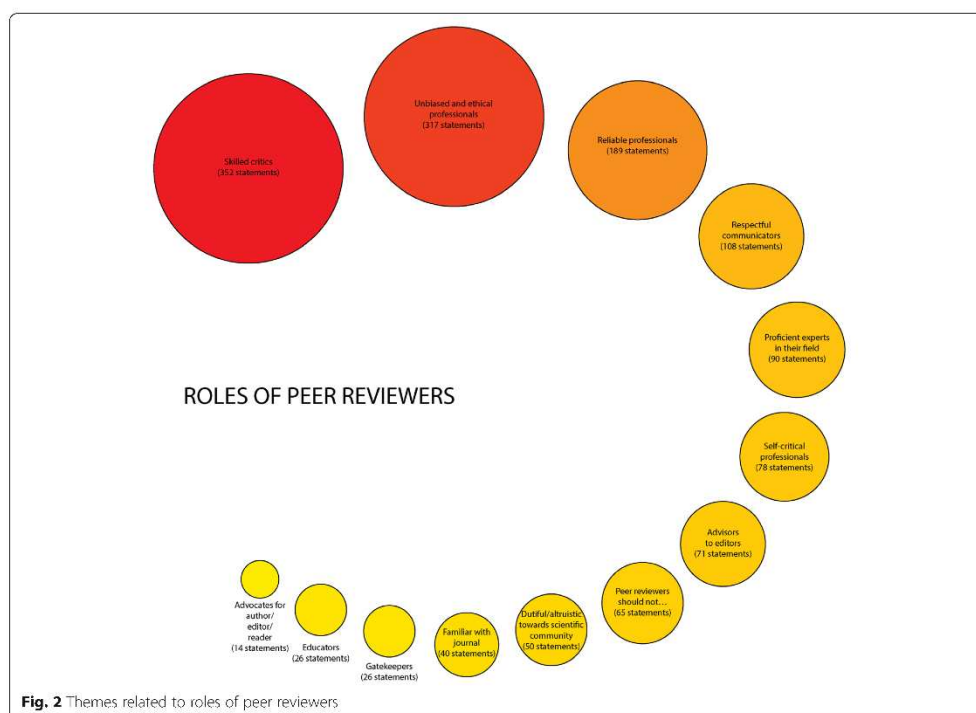 Skilled critics
(352 statements)
Unbiased and ethical
professionals
(317 statements)
Reliable professionals
(189 statements)
Respectful
communicators
(108 statements)
Proficient experts
in their field
(90 statements)
Self-critical
professionals
(78 statements)
Advisors
to editors
(71 statements)
Peer reviewers
should not...
(65 statements)
Dutiful/altruistic
towards scientific
community
(50 statements)
Familiar with
journal
(40 statements)
Gatekeepers
(26 statements)
Educators
(26 statements)
Advocates for
author/
editor/
reader
(14 statements)
ROLES OF PEER REVIEWERS
Fig. 2 Themes related to roles of peer reviewers